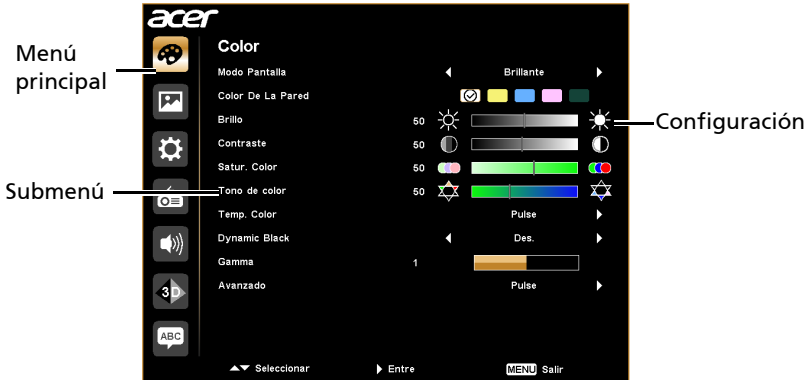 acer
Menú
principal
Color
Modo Pantalla Brillante
Color De La Pared
Brillo 50
Configuración
Contraste 50
Satur. Color 50
Submenú
Tono de color 50
Temp. Color Pulse
Dynamic Black Des.
Gamma 1
3D
Avanzado Pulse
ABC
Seleccionar Entre MENU Salir